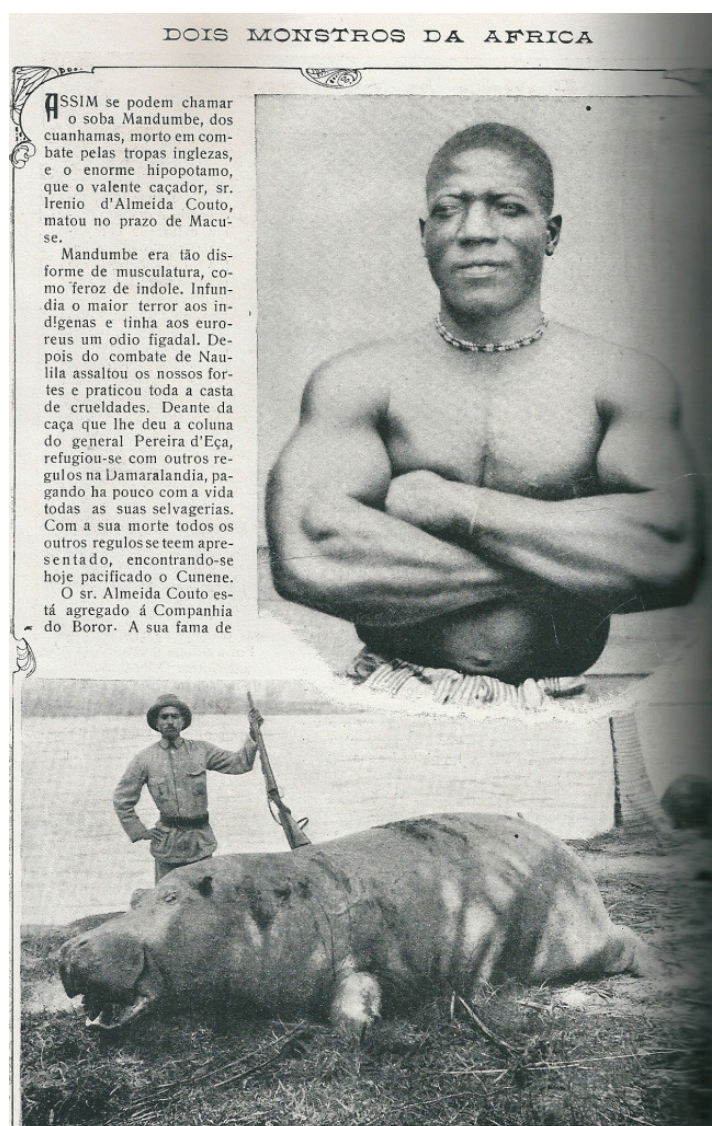 DOIS MONSTROS DA AFRICA
ASSIM se podem chamar
o soba Mandumbe, dos
cuanhamas, morto em com-
bate pelas tropas inglezas,
e o enorme hipopotamo,
que o valente caçador, sr.
Irenio d'Almeida Couto,
matou no prazo de Macu-
se.
Mandumbe era tão dis-
forme de musculatura, co-
mo feroz de indole. Infun-
dia o maior terror aos in-
d!genas e tinha aos euro-
reus um odio figadal. De-
pois do combate de Nau-
lila assaltou os nossos for-
tes e praticou toda a casta
de crueldades. Deante da
caça que lhe deu a coluna
do general Pereira d'Eça,
refugiou-se com outros re-
gulos na Damaralandia, pa-
gando ha pouco com a vida
todas as suas selvagerias.
Com a sua morte todos os
outros regulos se teem apre-
sentado, encontrando-se
hoje pacificado o Cunene.
O sr. Almeida Couto es-
tá agregado á Companhia
do Boror. A sua fama de